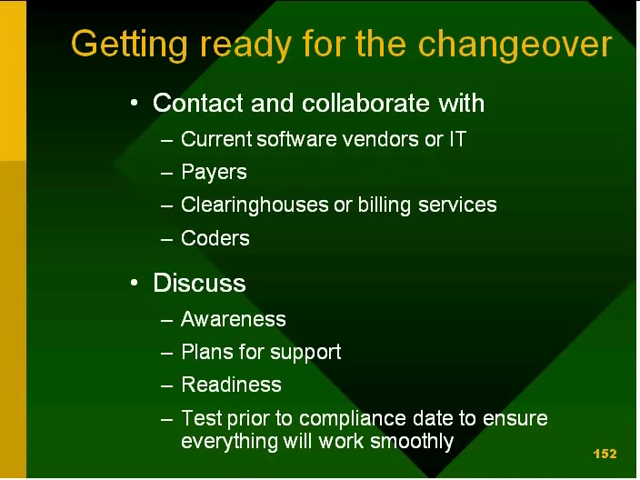 Getting ready for the changeover
• Contact and collaborate with
– Current software vendors or IT
– Payers
– Clearinghouses or billing services
– Coders
• Discuss
– Awareness
– Plans for support
– Readiness
– Test prior to compliance date to ensure
everything will work smoothly
152